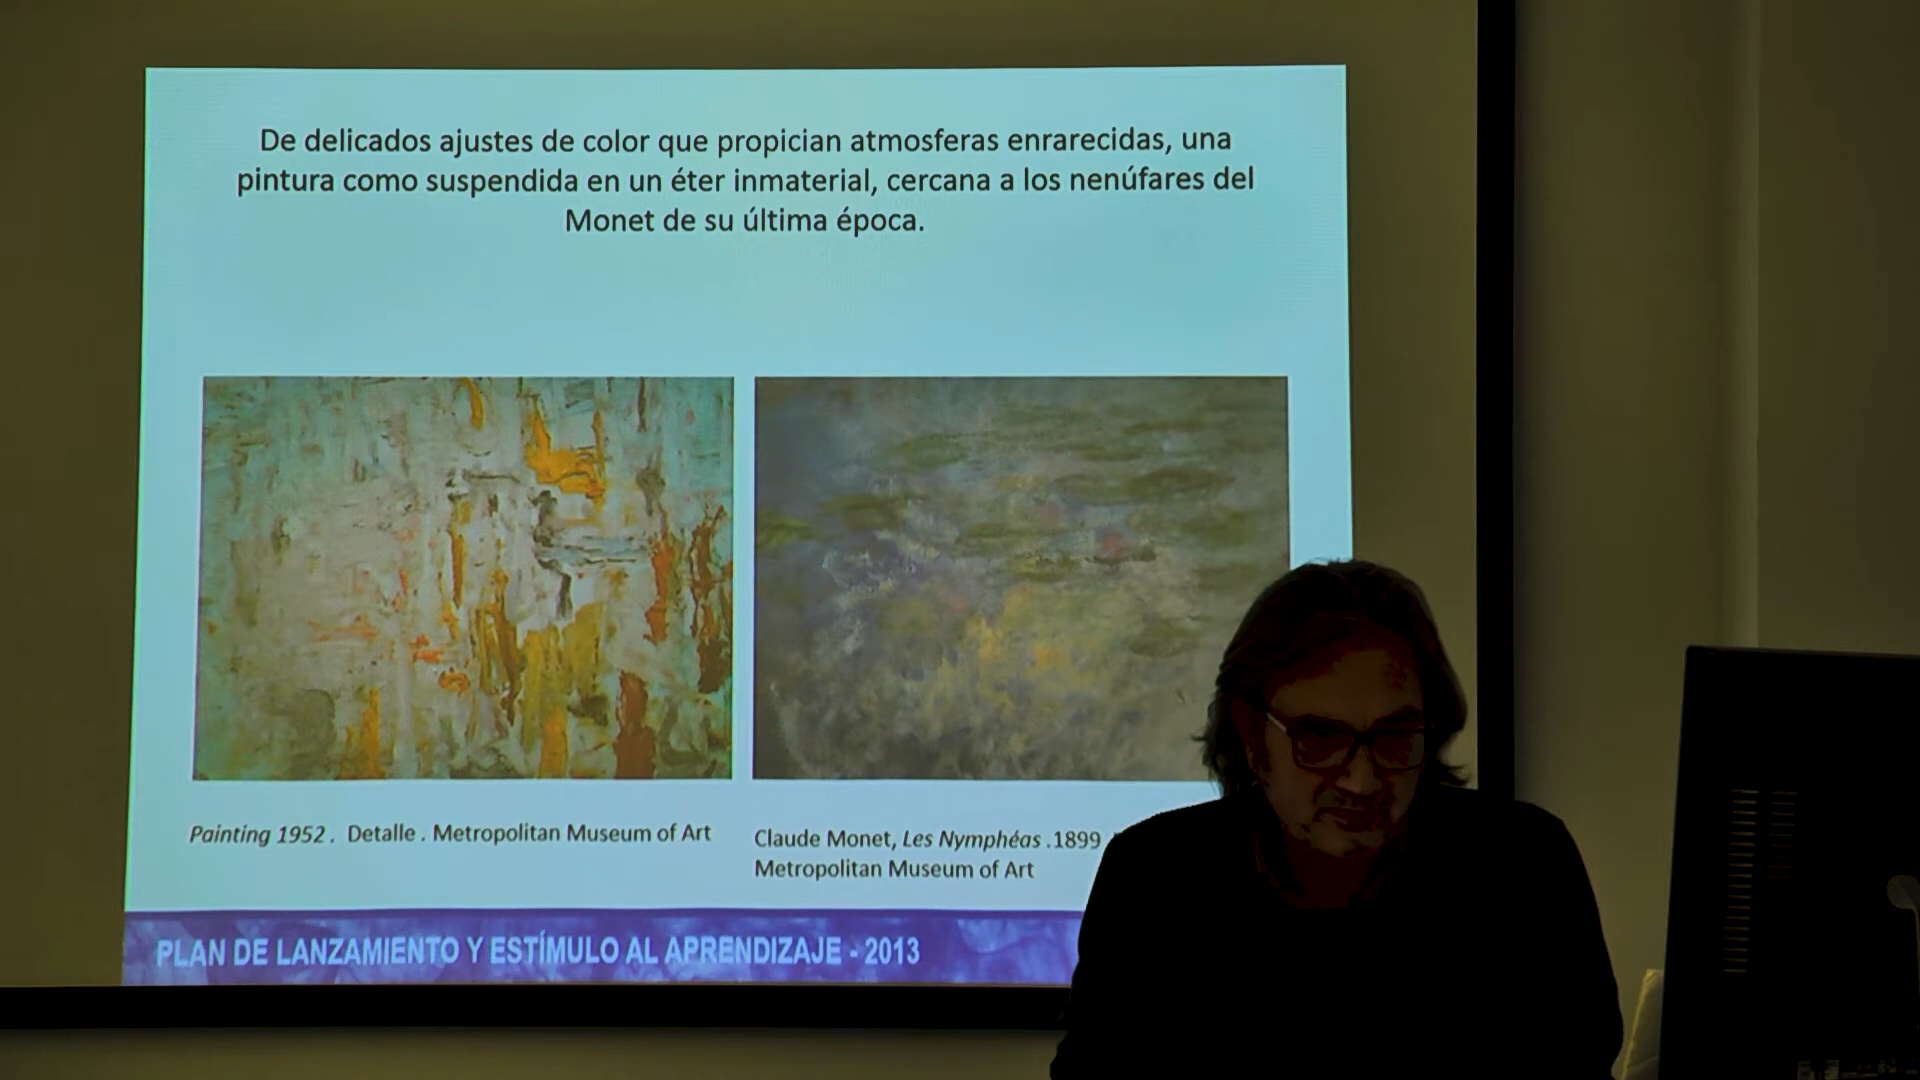 De delicados ajustes de color que propician atmosferas enrarecidas, una
pintura como suspendida en un éter inmaterial, cercana a los nenúfares del
Monet de su última época.
Painting 1952 . Detalle . Metropolitan Museum of Art
Claude Monet, Les Nymphéas .1899
Metropolitan Museum of Art
PLAN DE LANZAMIENTO Y ESTÍMULO AL APRENDIZAJE - 2013